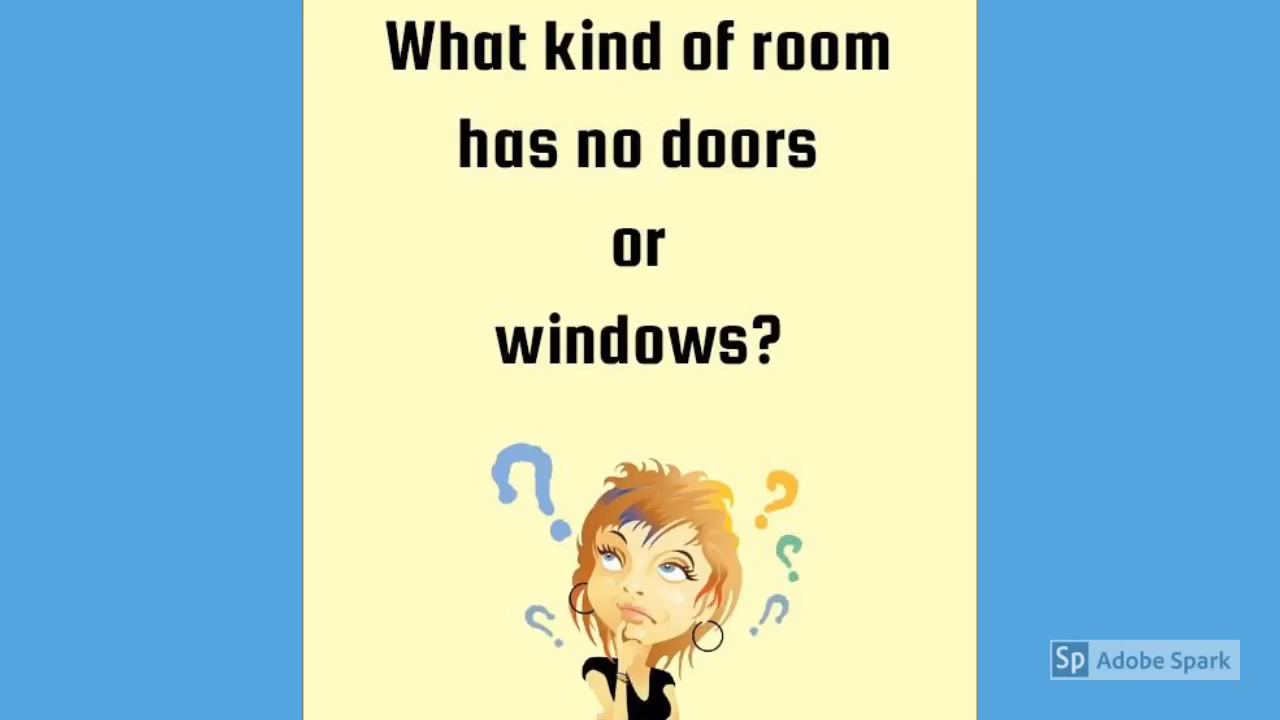 What kind of room
has no doors
or
windows?
Sp Adobe Spark